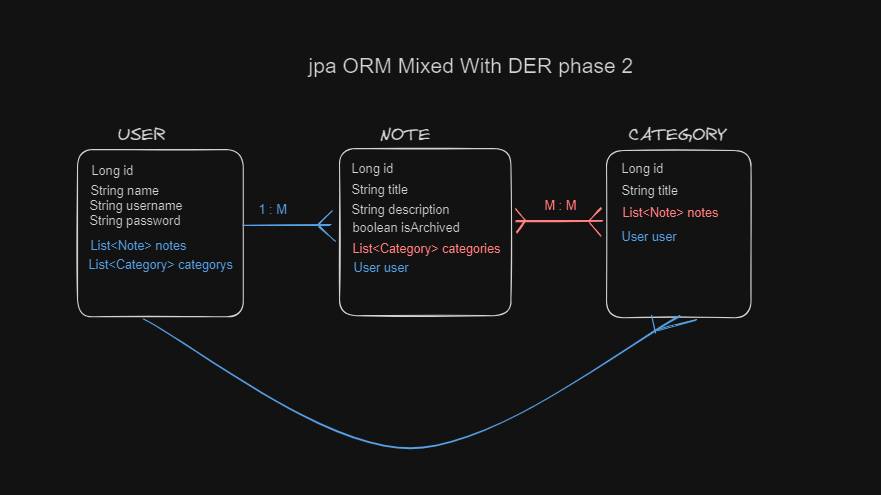 jpa ORM Mixed With DER phase 2
USER
Long id
String name
String username
String password
List<Note> notes
List<Category> categorys
1 : M
NOTE
Long id
String title
String description
boolean isArchived
List<Category> categories
User user
M : M
CATEGORY
Long id
String title
List<Note> notes
User user